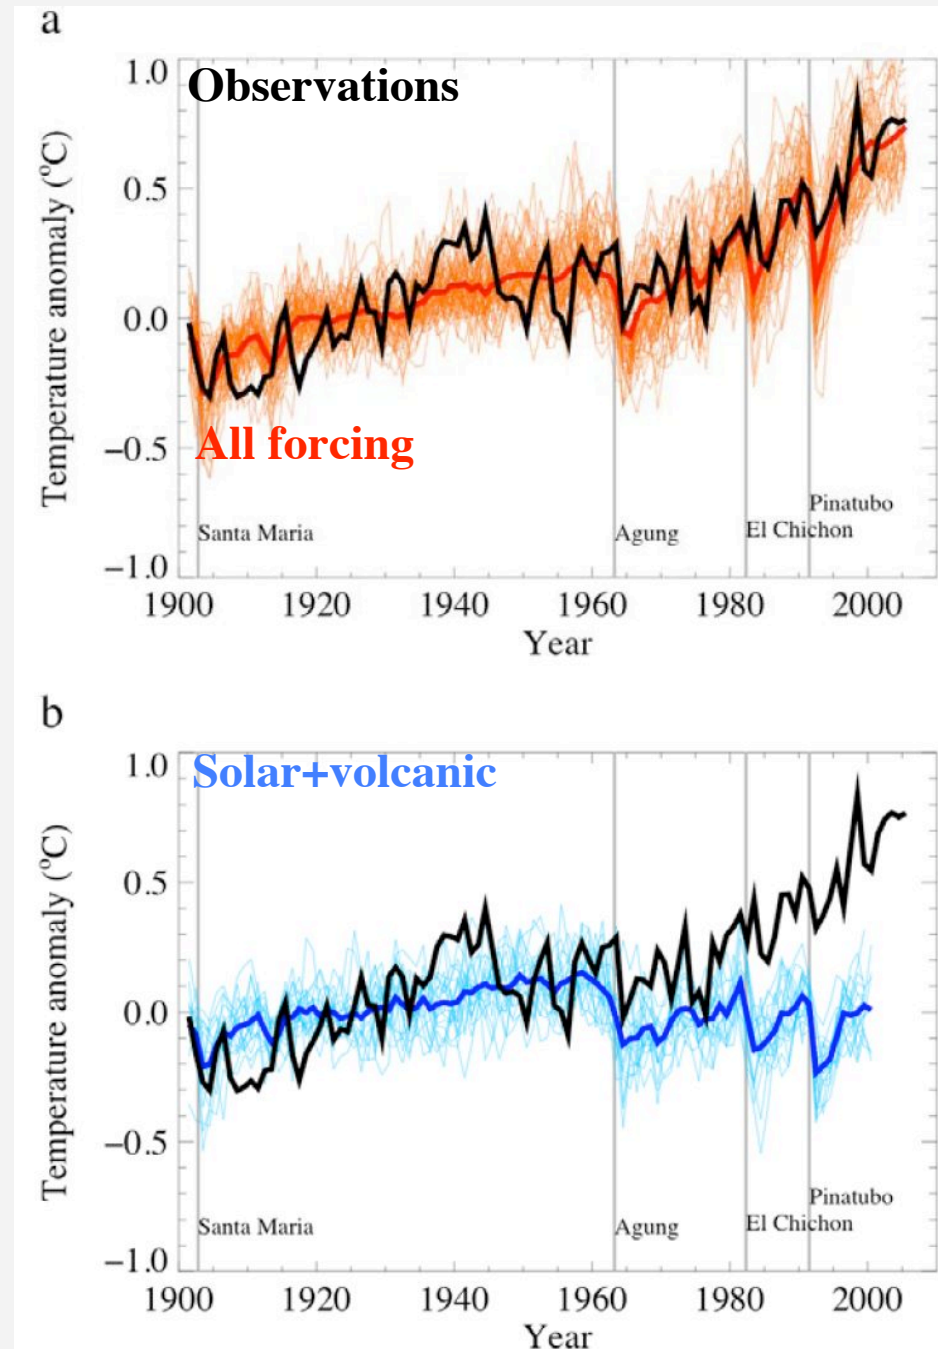 a
Observations
All forcing
Temperature anomaly (ºC)
1.0
0.5
0.0
−0.5
−1.0
Santa Maria
Agung
El Chichon
Pinatubo
1900 1920 1940 1960 1980 2000
Year
b
Solar+volcanic
Temperature anomaly (ºC)
1.0
0.5
0.0
−0.5
−1.0
Santa Maria
Agung
El Chichon
Pinatubo
1900 1920 1940 1960 1980 2000
Year